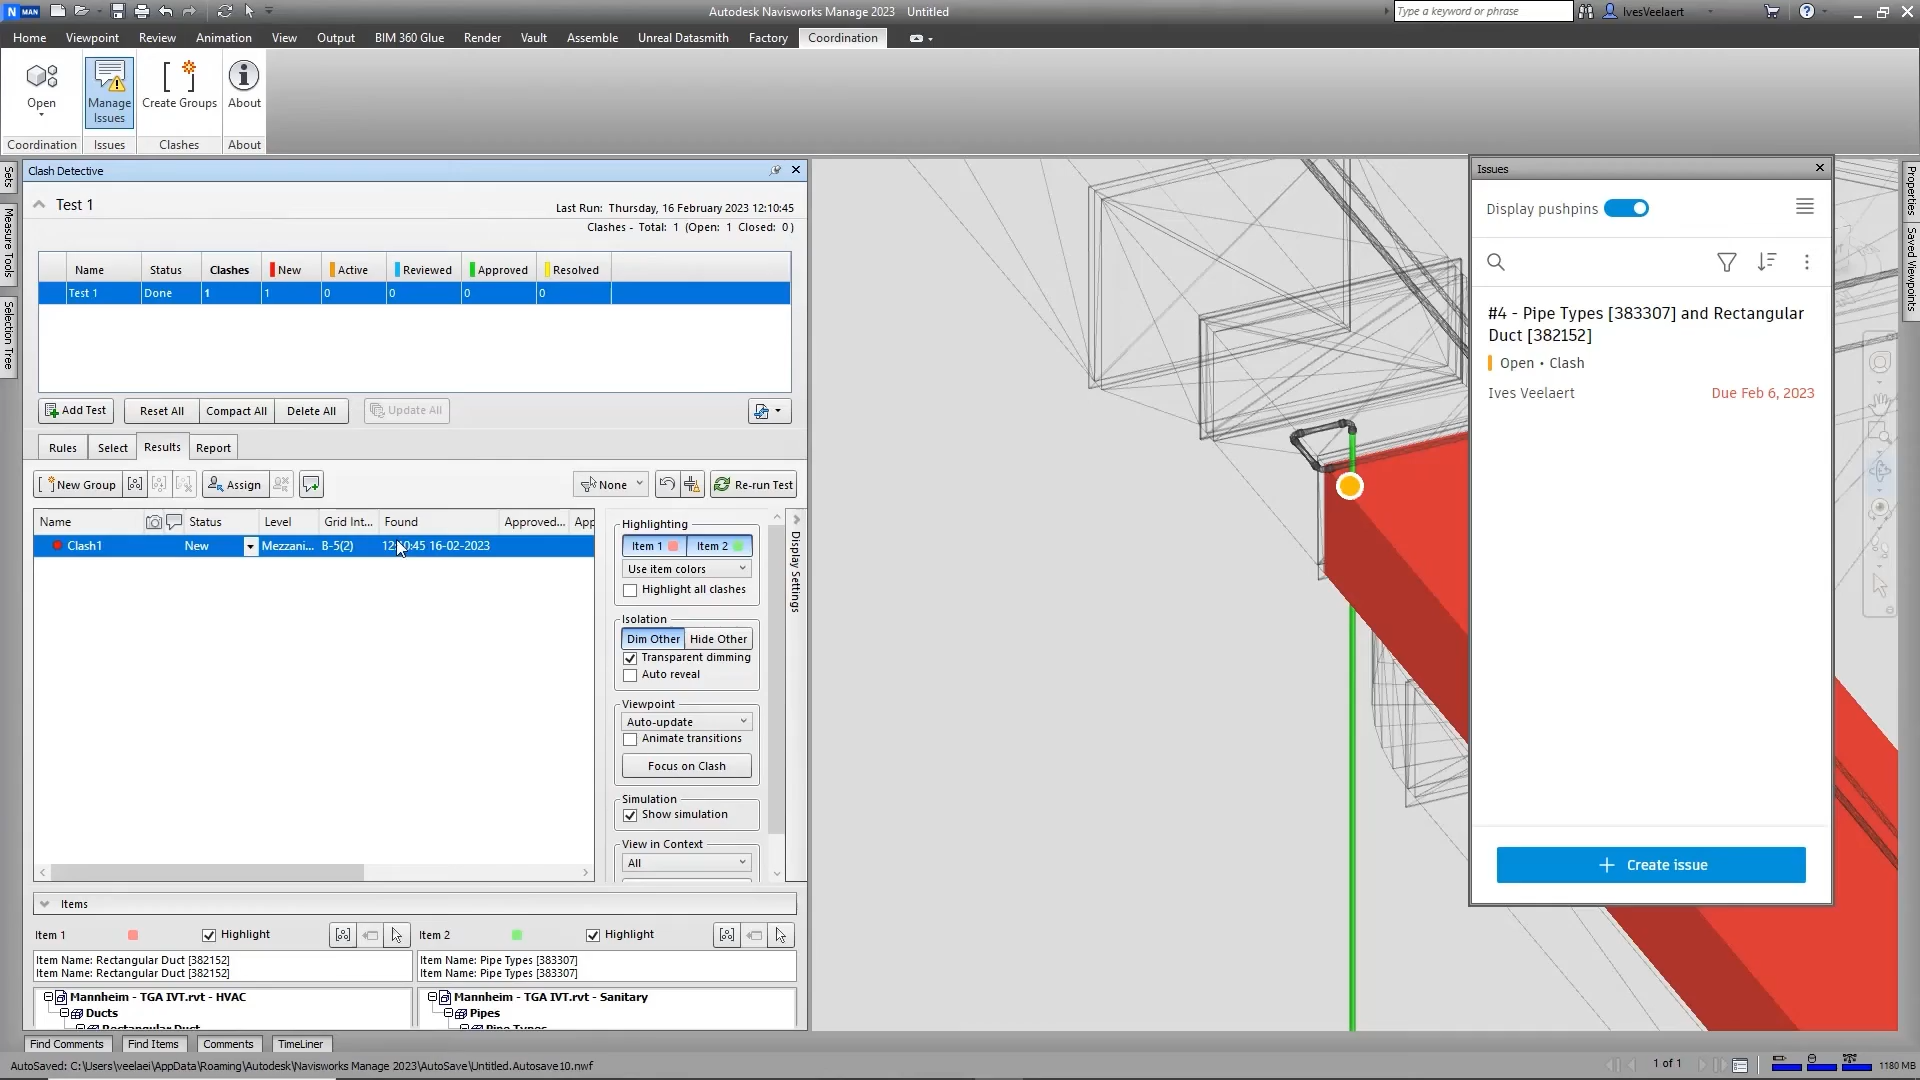 N MAN
Autodesk Navisworks Manage 2023 Untitled
Type a keyword or phrase
IvesVeelaert
Home Viewpoint Review Animation View Output BIM 360 Glue Render Vault Assemble Unreal Datasmith Factory Coordination
Open
Manage
Issues
Create Groups
About
Coordination Issues Clashes About
Sets
Measure Tools
Selection Tree
Clash Detective
Test 1
Last Run: Thursday, 16 February 2023 12:10:45
Clashes - Total: 1 (Open: 1 Closed: 0)
Name Status Clashes New Active Reviewed Approved Resolved
Test 1 Done 1 1 0 0 0 0
Add Test Reset All Compact All Delete All Update All
Rules Select Results Report
New Group Assign None Re-run Test
Name Status Level Grid Int... Found Approved... App
Clash1 New Mezzani... B-5(2) 12:10:45 16-02-2023
Highlighting
Item 1 Item 2
Use item colors
Highlight all clashes
Isolation
Dim Other Hide Other
Transparent dimming
Auto reveal
Viewpoint
Auto-update
Animate transitions
Focus on Clash
Simulation
Show simulation
View in Context
All
Display Settings
Items
Item 1 Highlight Item 2 Highlight
Item Name: Rectangular Duct [382152]
Item Name: Rectangular Duct [382152]
Item Name: Pipe Types [383307]
Item Name: Pipe Types [383307]
Mannheim - TGA IVT.rvt - HVAC
Ducts
Rectangular Duct
Mannheim - TGA IVT.rvt - Sanitary
Pipes
Pipe Types
Issues
Display pushpins
#4 - Pipe Types [383307] and Rectangular
Duct [382152]
Open • Clash
Ives Veelaert Due Feb 6, 2023
+ Create issue
Properties
Saved Viewpoints
Find Comments Find Items Comments TimeLiner
AutoSaved: C:\Users\veelaei\AppData\Roaming\Autodesk\Navisworks Manage 2023\AutoSave\Untitled.Autosave10.nwf
1 of 1
1180 MB